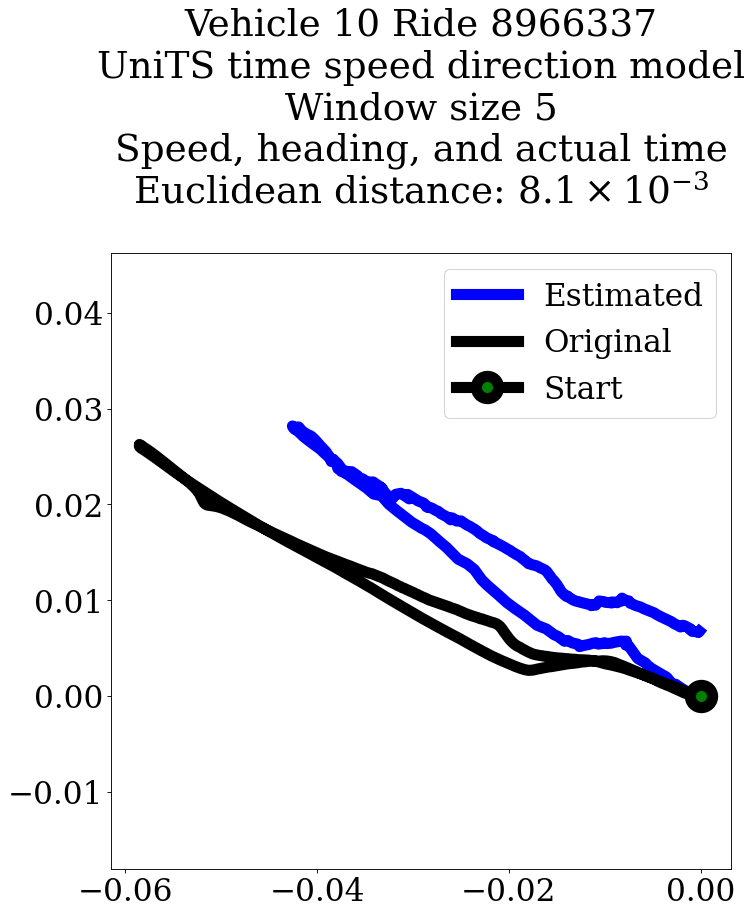 Vehicle 10 Ride 8966337
UniTS time speed direction model
Window size 5
Speed, heading, and actual time
Euclidean distance: 8.1 × 10⁻³
Estimated
Original
Start
0.04
0.03
0.02
0.01
0.00
−0.01
−0.06
−0.04
−0.02
0.00